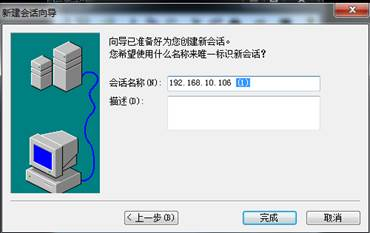 新建会话向导
向导已准备好为您创建新会话。
您希望使用什么名称来唯一标识新会话?
会话名称(N): 192.168.10.106 (1)
描述(D):
< 上一步(B)
完成
取消